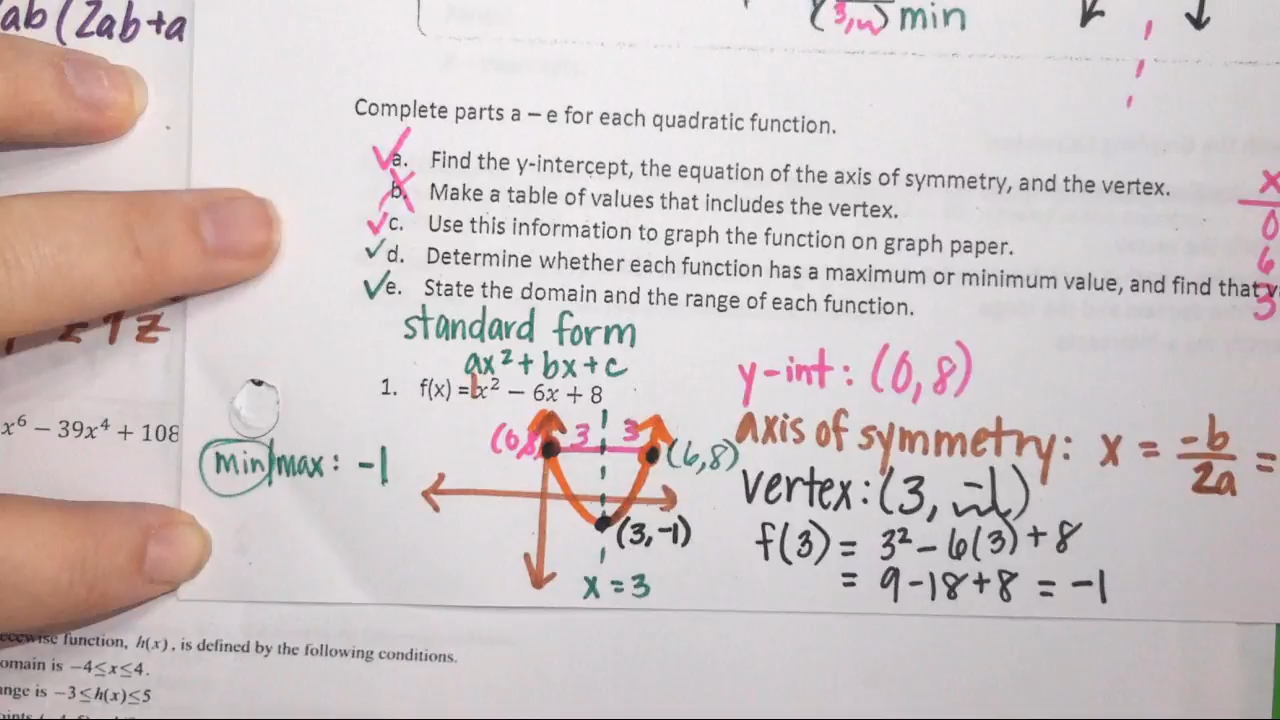 ab(2ab+a
(3, ) min
Complete parts a – e for each quadratic function.
a. Find the y-intercept, the equation of the axis of symmetry, and the vertex.
b. Make a table of values that includes the vertex.
c. Use this information to graph the function on graph paper.
d. Determine whether each function has a maximum or minimum value, and find that v
e. State the domain and the range of each function.
x
0
6
3
standard form
ax² + bx + c
1. f(x) = x² – 6x + 8
y-int: (0,8)
axis of symmetry: x = -b/2a =
vertex: (3, -1)
f(3) = 3² - 6(3) + 8
= 9 - 18 + 8 = -1
min/max: -1
(0,8)
3
3
(6,8)
(3,-1)
x = 3
x⁶ – 39x⁴ + 108
ecewise function, h(x), is defined by the following conditions.
omain is –4≤x≤4.
nge is –3≤h(x)≤5